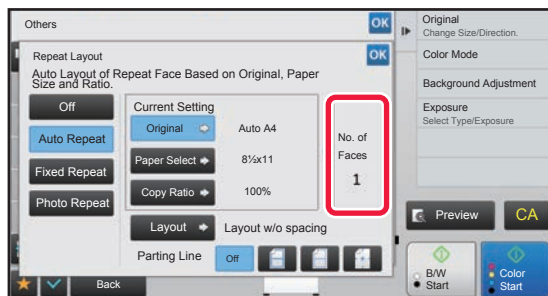 Others
OK
Repeat Layout
OK
Auto Layout of Repeat Face Based on Original, Paper
Size and Ratio.
Off
Auto Repeat
Fixed Repeat
Photo Repeat
Current Setting
Original
Auto A4
Paper Select
8½x11
Copy Ratio
100%
No. of
Faces
1
Layout
Layout w/o spacing
Parting Line
Off
Back
Original
Change Size/Direction.
Color Mode
Background Adjustment
Exposure
Select Type/Exposure
Preview
CA
B/W
Start
Color
Start